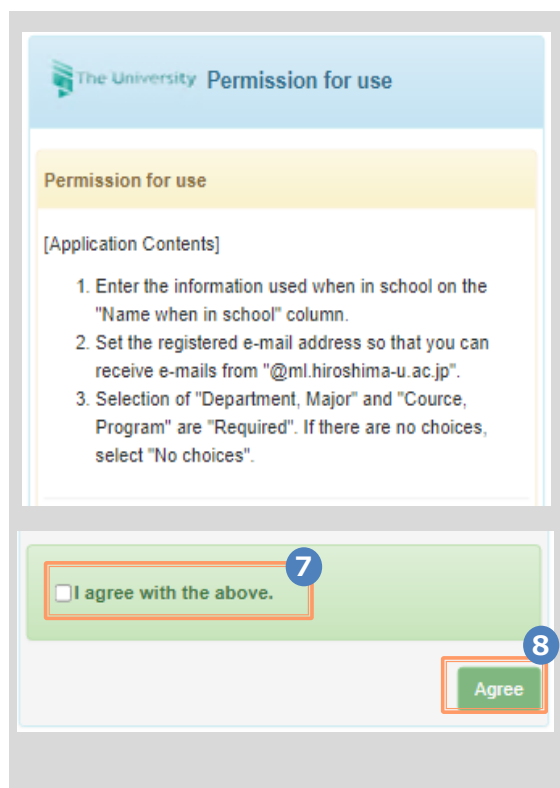 The University Permission for use
Permission for use
[Application Contents]
1. Enter the information used when in school on the
"Name when in school" column.
2. Set the registered e-mail address so that you can
receive e-mails from "@ml.hiroshima-u.ac.jp".
3. Selection of "Department, Major" and "Cource,
Program" are "Required". If there are no choices,
select "No choices".
7
I agree with the above.
8
Agree